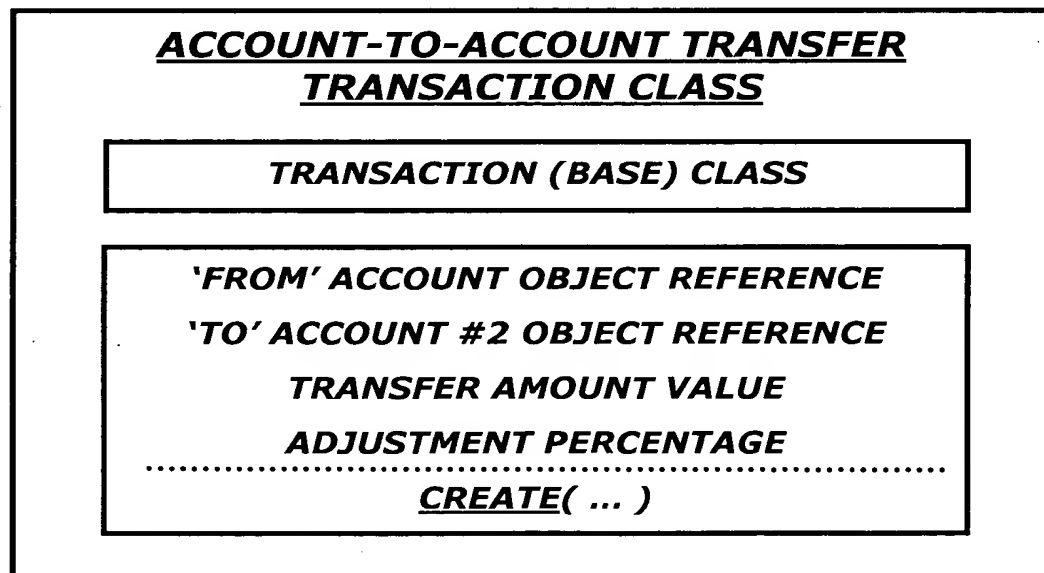 ACCOUNT-TO-ACCOUNT TRANSFER
TRANSACTION CLASS
TRANSACTION (BASE) CLASS
‘FROM’ ACCOUNT OBJECT REFERENCE
‘TO’ ACCOUNT #2 OBJECT REFERENCE
TRANSFER AMOUNT VALUE
ADJUSTMENT PERCENTAGE
CREATE( ... )